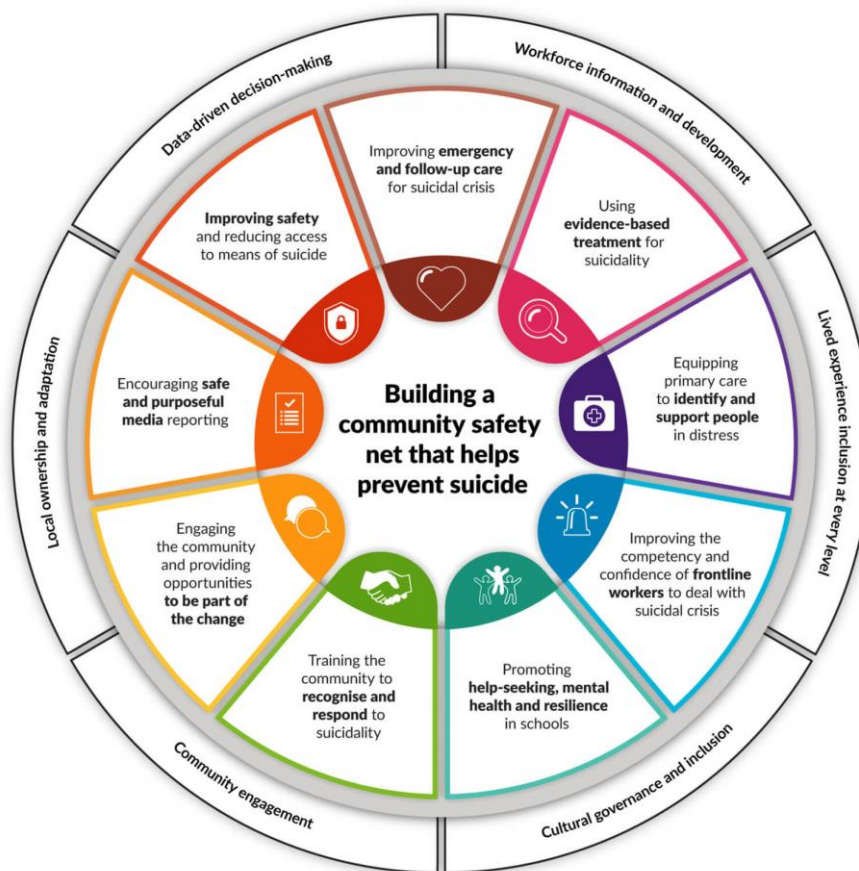 Building a
community safety
net that helps
prevent suicide
Improving emergency
and follow-up care
for suicidal crisis
Using
evidence-based
treatment for
suicidality
Equipping
primary care
to identify and
support people
in distress
Improving the
competency and
confidence of frontline
workers to deal with
suicidal crisis
Promoting
help-seeking, mental
health and resilience
in schools
Training the
community to
recognise and
respond to
suicidality
Engaging
the community
and providing
opportunities
to be part of
the change
Encouraging safe
and purposeful
media reporting
Improving safety
and reducing access
to means of suicide
Data-driven decision-making
Workforce information and development
Lived experience inclusion at every level
Cultural governance and inclusion
Community engagement
Local ownership and adaptation